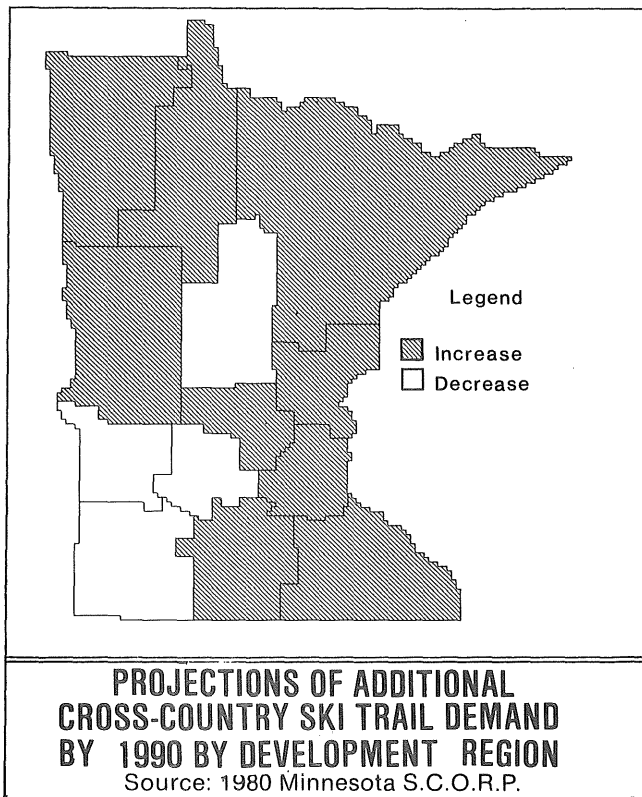 Legend
Increase
Decrease
PROJECTIONS OF ADDITIONAL
CROSS-COUNTRY SKI TRAIL DEMAND
BY 1990 BY DEVELOPMENT REGION
Source: 1980 Minnesota S.C.O.R.P.